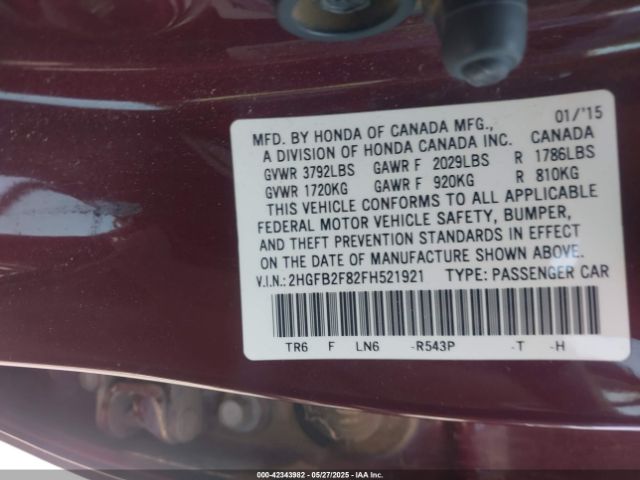 01/'15
MFD. BY HONDA OF CANADA MFG.,
A DIVISION OF HONDA CANADA INC. CANADA
GVWR 3792LBS GAWR F 2029LBS R 1786LBS
GVWR 1720KG GAWR F 920KG R 810KG
THIS VEHICLE CONFORMS TO ALL APPLICABLE
FEDERAL MOTOR VEHICLE SAFETY, BUMPER,
AND THEFT PREVENTION STANDARDS IN EFFECT
ON THE DATE OF MANUFACTURE SHOWN ABOVE.
V.I.N.: 2HGFB2F82FH521921 TYPE: PASSENGER CAR
TR6 F LN6 -R543P -T -H
000-42343982 | 05/27/2025 - IAA Inc.